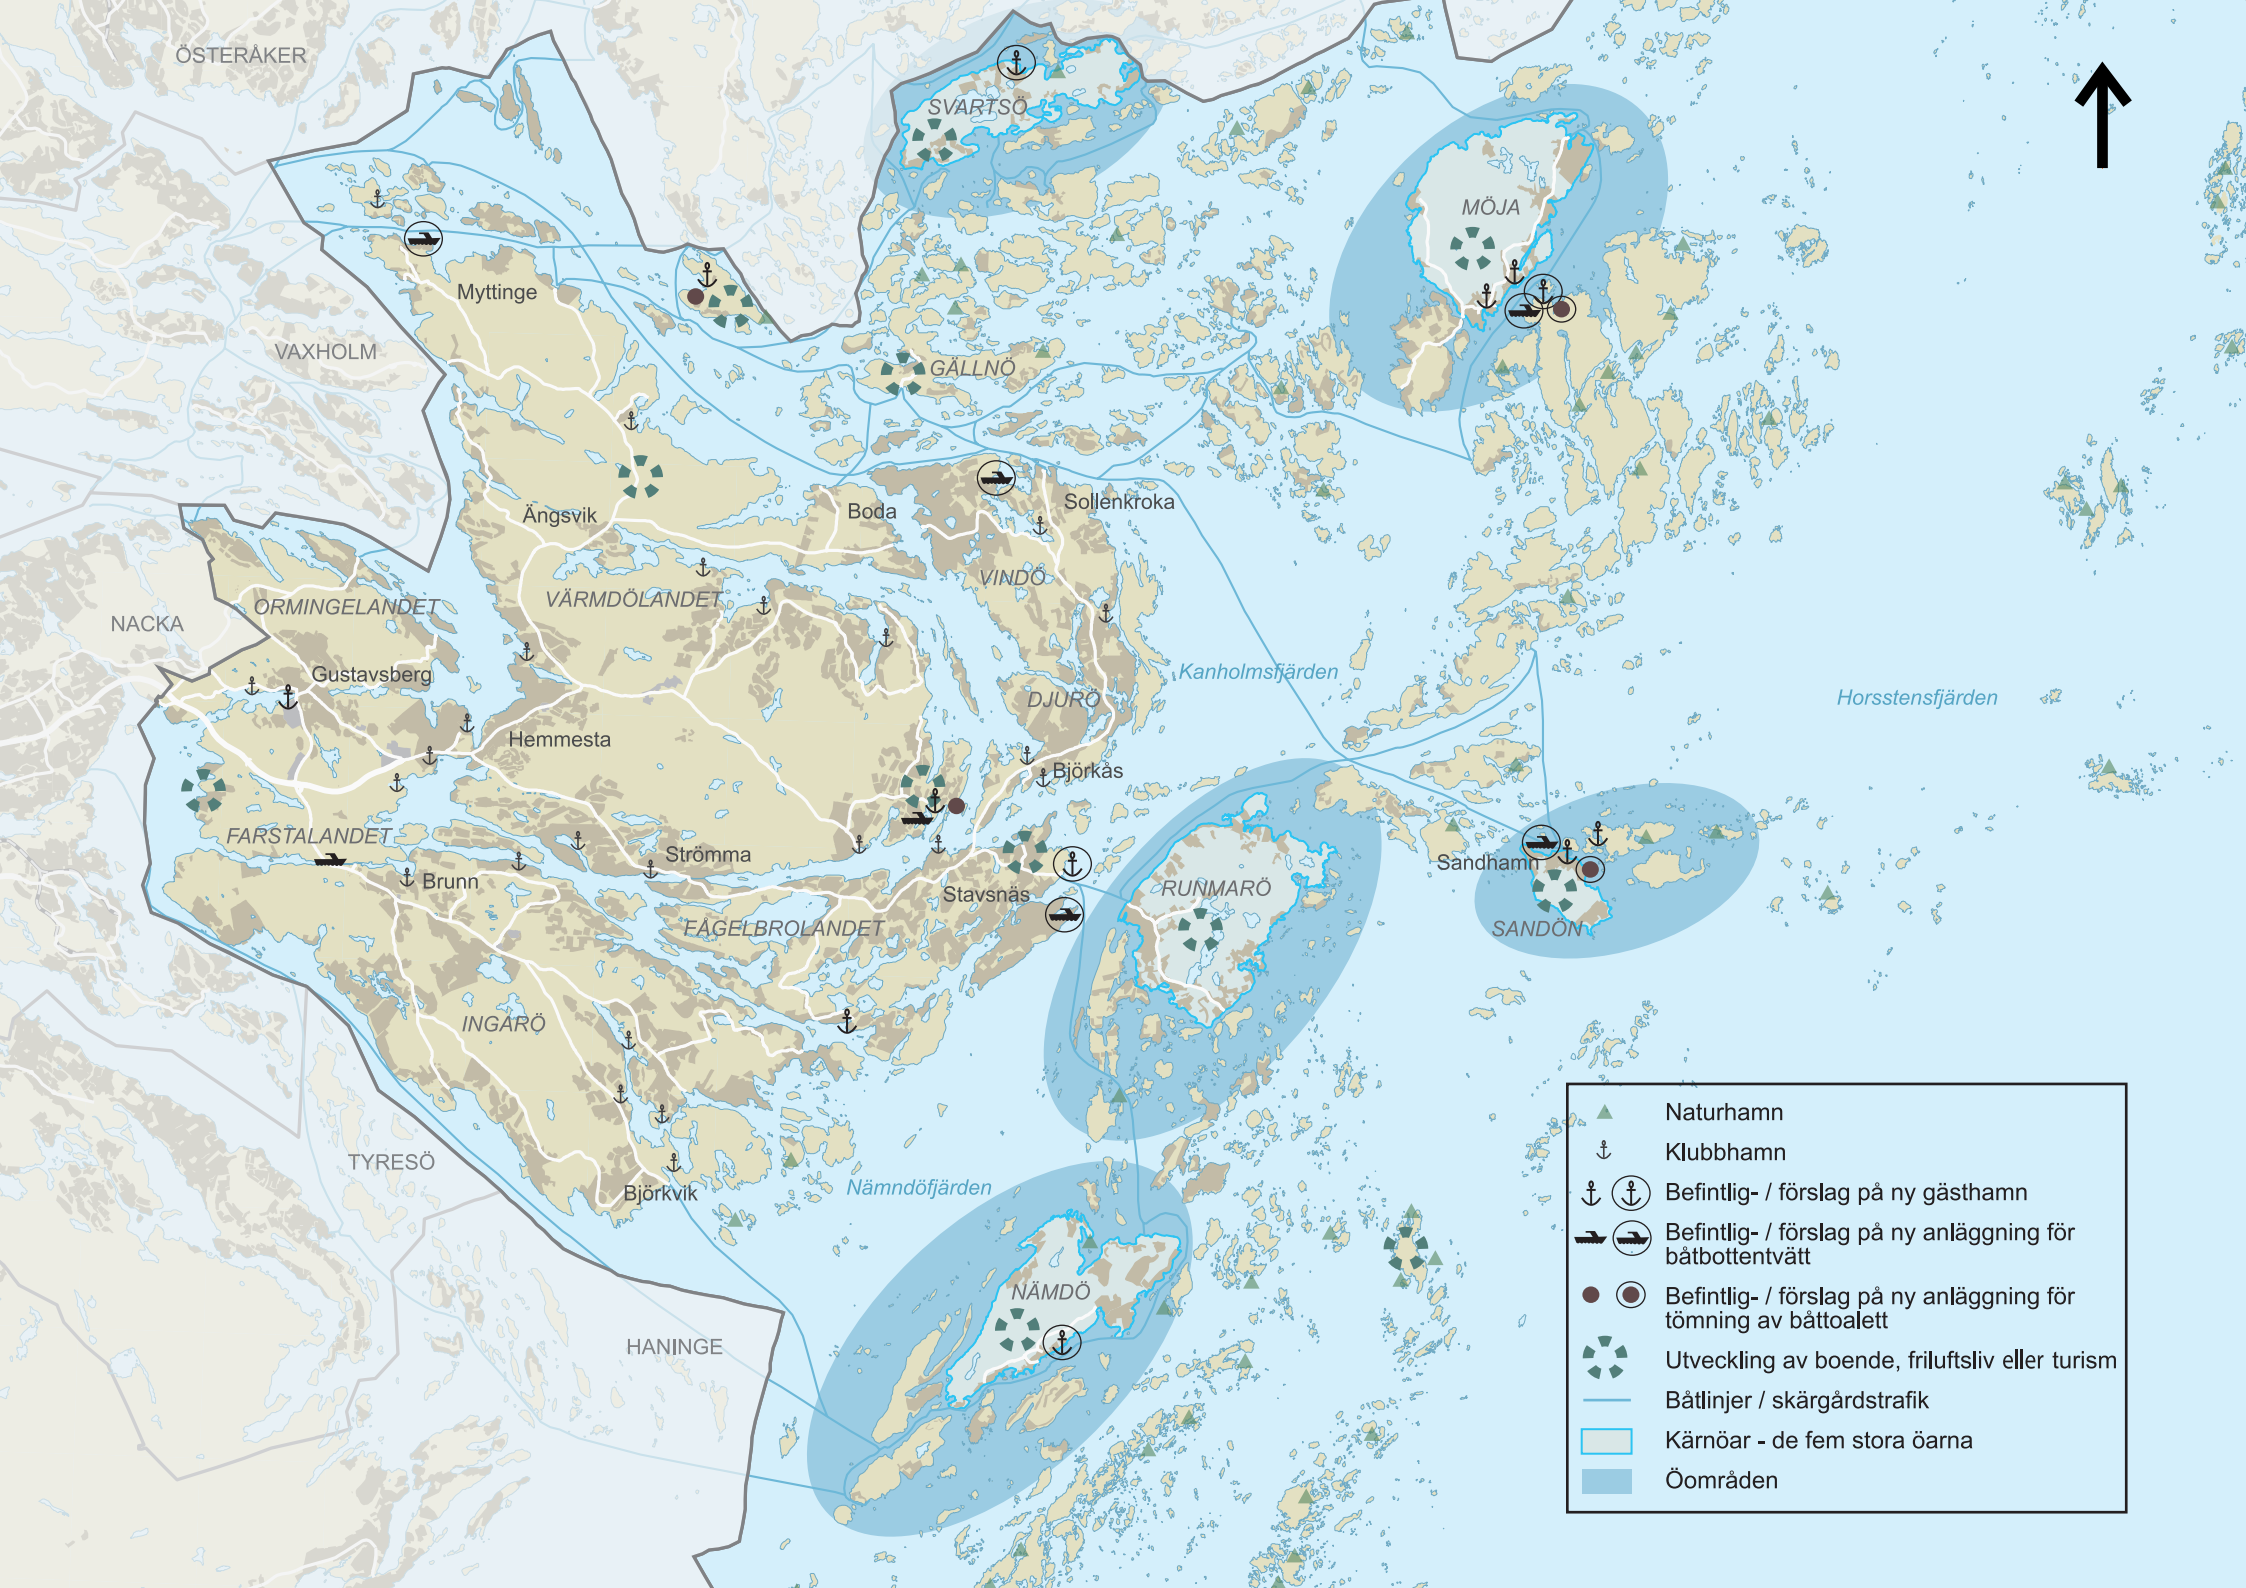 ÖSTERÅKER
SVARTSÖ
MÖJA
Myttinge
VAXHOLM
GÄLLNÖ
Ängsvik
Boda
Sollenkroka
VINDÖ
VÄRMDÖLANDET
ORMINGELANDET
NACKA
Gustavsberg
Kanholmsfjärden
DJURÖ
Horsstensfjärden
Hemmesta
Björkås
FARSTALANDET
Strömma
Sandhamn
Brunn
Stavsnäs
RUNMARÖ
FÅGELBROLANDET
SANDÖN
INGARÖ
TYRESÖ
Björkvik
Nämndöfjärden
NÄMDÖ
HANINGE
Naturhamn
Klubbhamn
Befintlig- / förslag på ny gästhamn
Befintlig- / förslag på ny anläggning för
båtbottentvätt
Befintlig- / förslag på ny anläggning för
tömning av båttoalett
Utveckling av boende, friluftsliv eller turism
Båtlinjer / skärgårdstrafik
Kärnöar - de fem stora öarna
Öområden